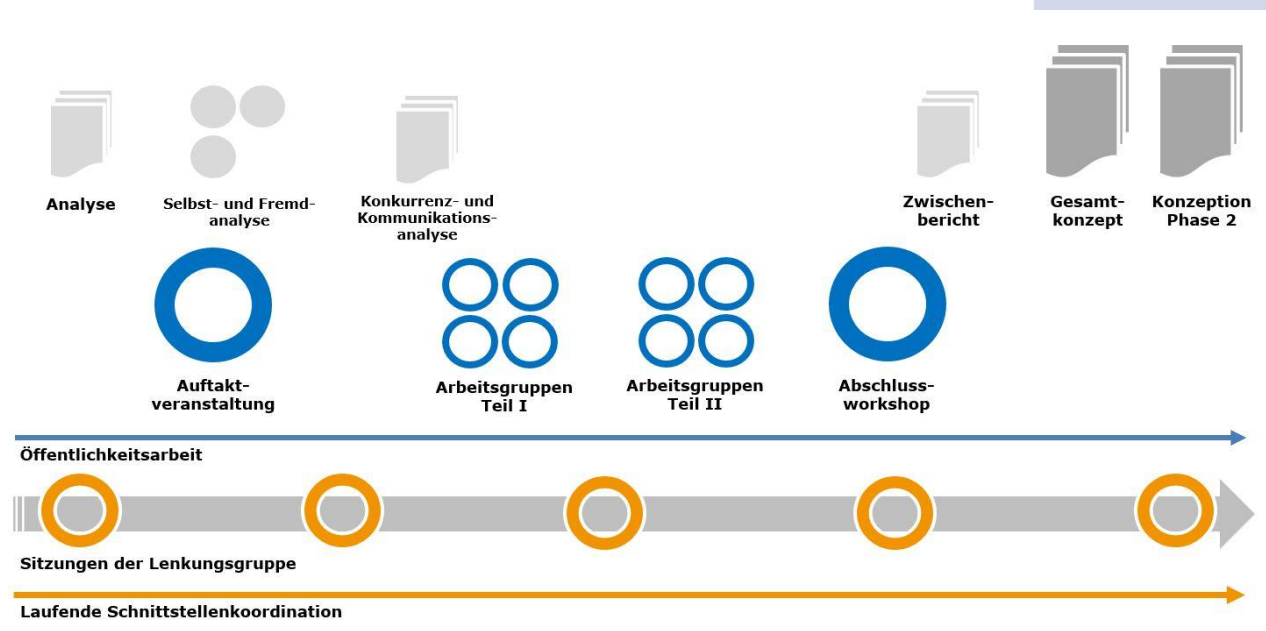 Analyse
Selbst- und Fremd-
analyse
Konkurrenz- und
Kommunikations-
analyse
Zwischen-
bericht
Gesamt-
konzept
Konzeption
Phase 2
Auftakt-
veranstaltung
Arbeitsgruppen
Teil I
Arbeitsgruppen
Teil II
Abschluss-
workshop
Öffentlichkeitsarbeit
Sitzungen der Lenkungsgruppe
Laufende Schnittstellenkoordination